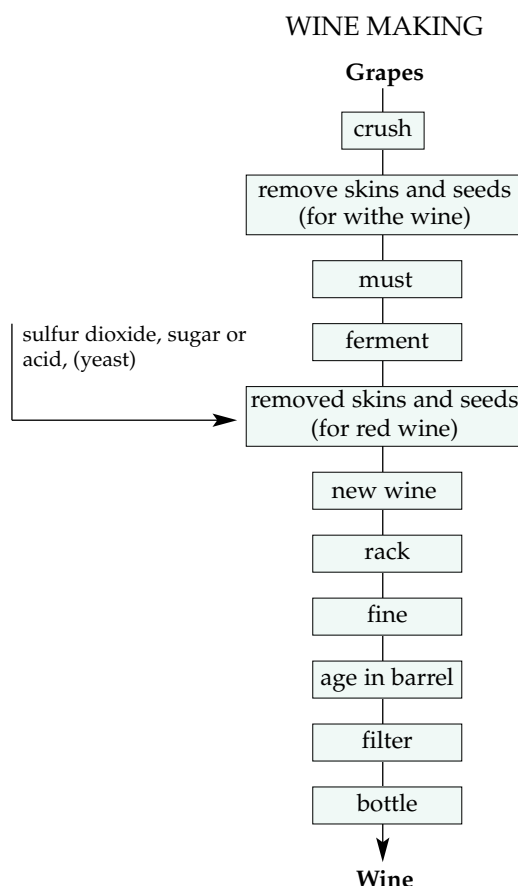 WINE MAKING
Grapes
crush
remove skins and seeds
(for withe wine)
must
sulfur dioxide, sugar or
acid, (yeast)
ferment
removed skins and seeds
(for red wine)
new wine
rack
fine
age in barrel
filter
bottle
Wine